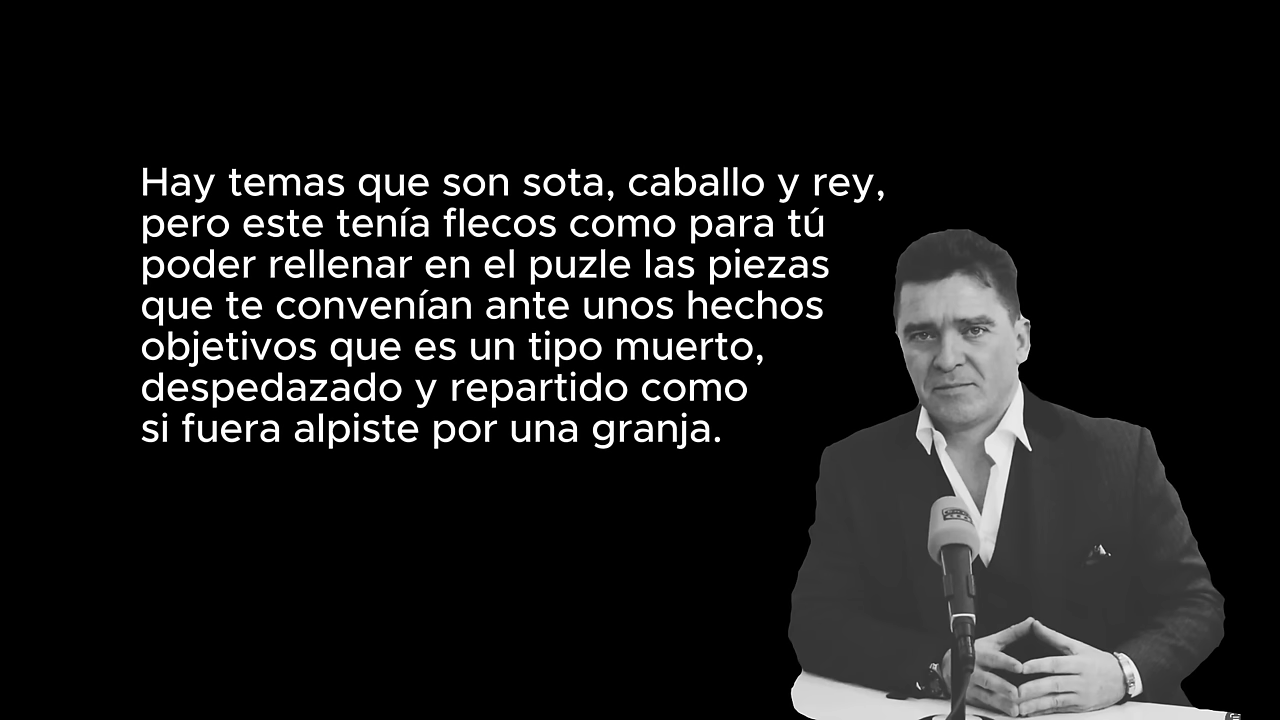 Hay temas que son sota, caballo y rey,
pero este tenía flecos como para tú
poder rellenar en el puzle las piezas
que te convenían ante unos hechos
objetivos que es un tipo muerto,
despedazado y repartido como
si fuera alpiste por una granja.